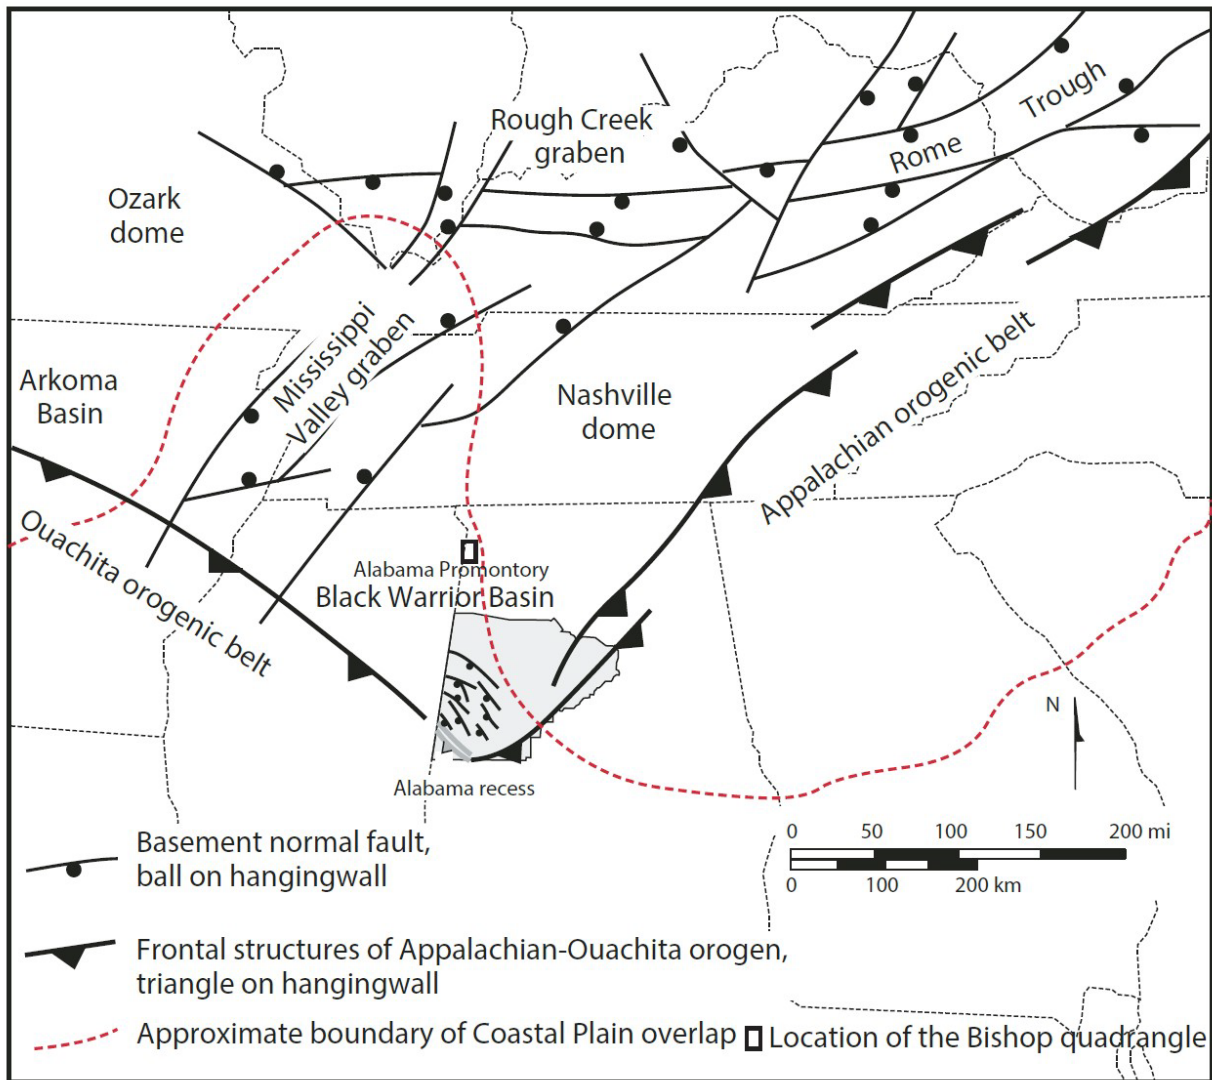 Rough Creek
graben
Rome
Trough
Ozark
dome
Mississippi
Valley graben
Arkoma
Basin
Nashville
dome
Appalachian orogenic belt
Ouachita orogenic belt
Alabama Promontory
Black Warrior Basin
Alabama recess
N
0 50 100 150 200 mi
0 100 200 km
Basement normal fault,
ball on hangingwall
Frontal structures of Appalachian-Ouachita orogen,
triangle on hangingwall
Approximate boundary of Coastal Plain overlap
Location of the Bishop quadrangle